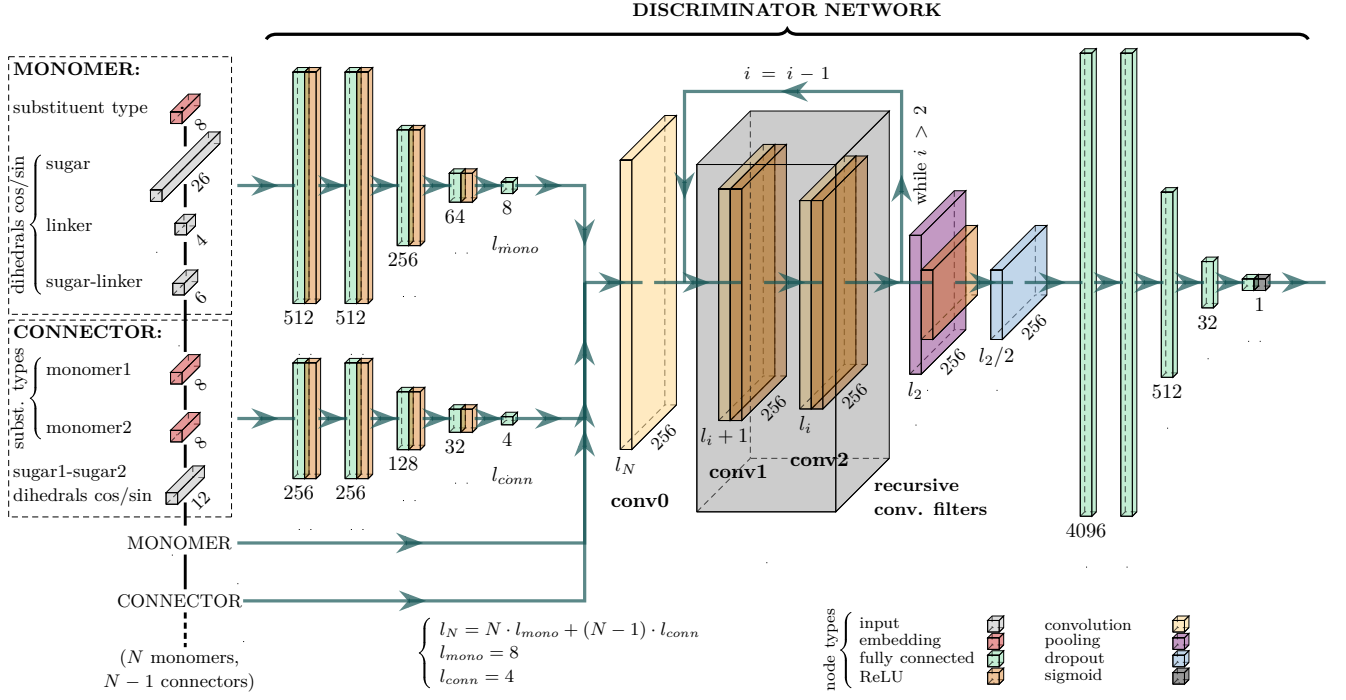 DISCRIMINATOR NETWORK
MONOMER:
substituent type
8
dihedrals cos/sin
sugar
26
linker
4
sugar-linker
6
CONNECTOR:
subst. types
monomer1
8
monomer2
8
sugar1-sugar2
dihedrals cos/sin
12
MONOMER
CONNECTOR
(N monomers,
N − 1 connectors)
512
512
256
64
8
l_mono
256
256
128
32
4
l_conn
l_N = N · l_mono + (N − 1) · l_conn
l_mono = 8
l_conn = 4
l_N
256
conv0
i = i − 1
while i > 2
l_i + 1
256
conv1
l_i
256
conv2
recursive
conv. filters
l_2
256
l_2/2
256
4096
512
32
1
node types
input
embedding
fully connected
ReLU
convolution
pooling
dropout
sigmoid